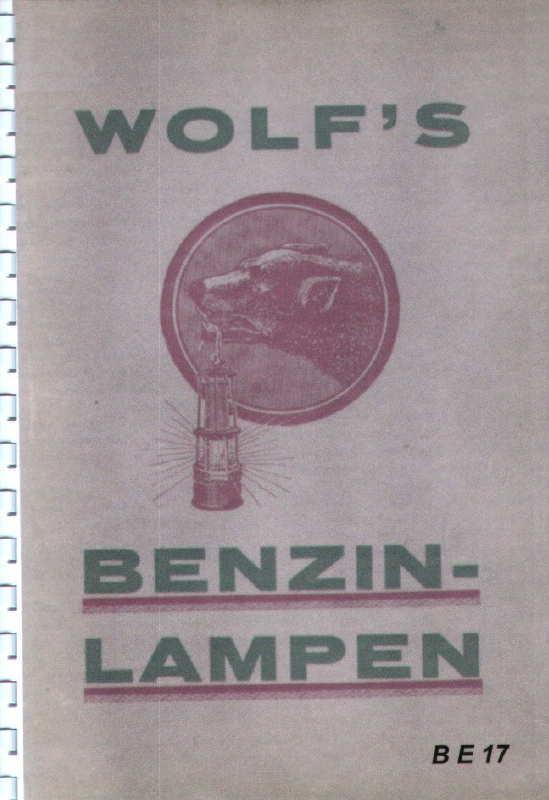 WOLF'S
BENZIN-
LAMPEN
B E 17